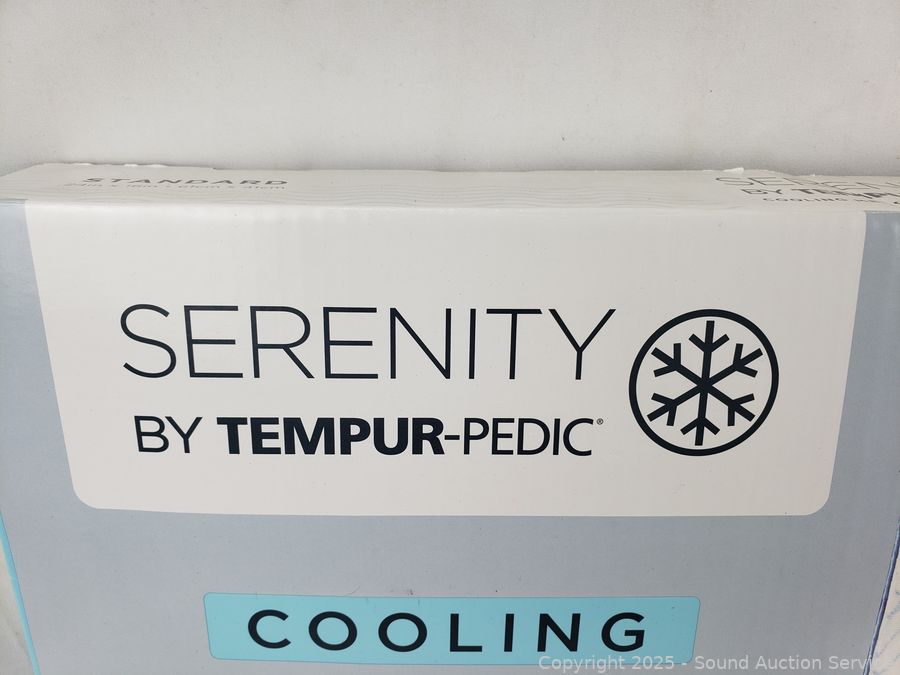 STANDARD
SERENITY
BY TEMPUR-PEDIC®
COOLING
Copyright 2025 - Sound Auction Service